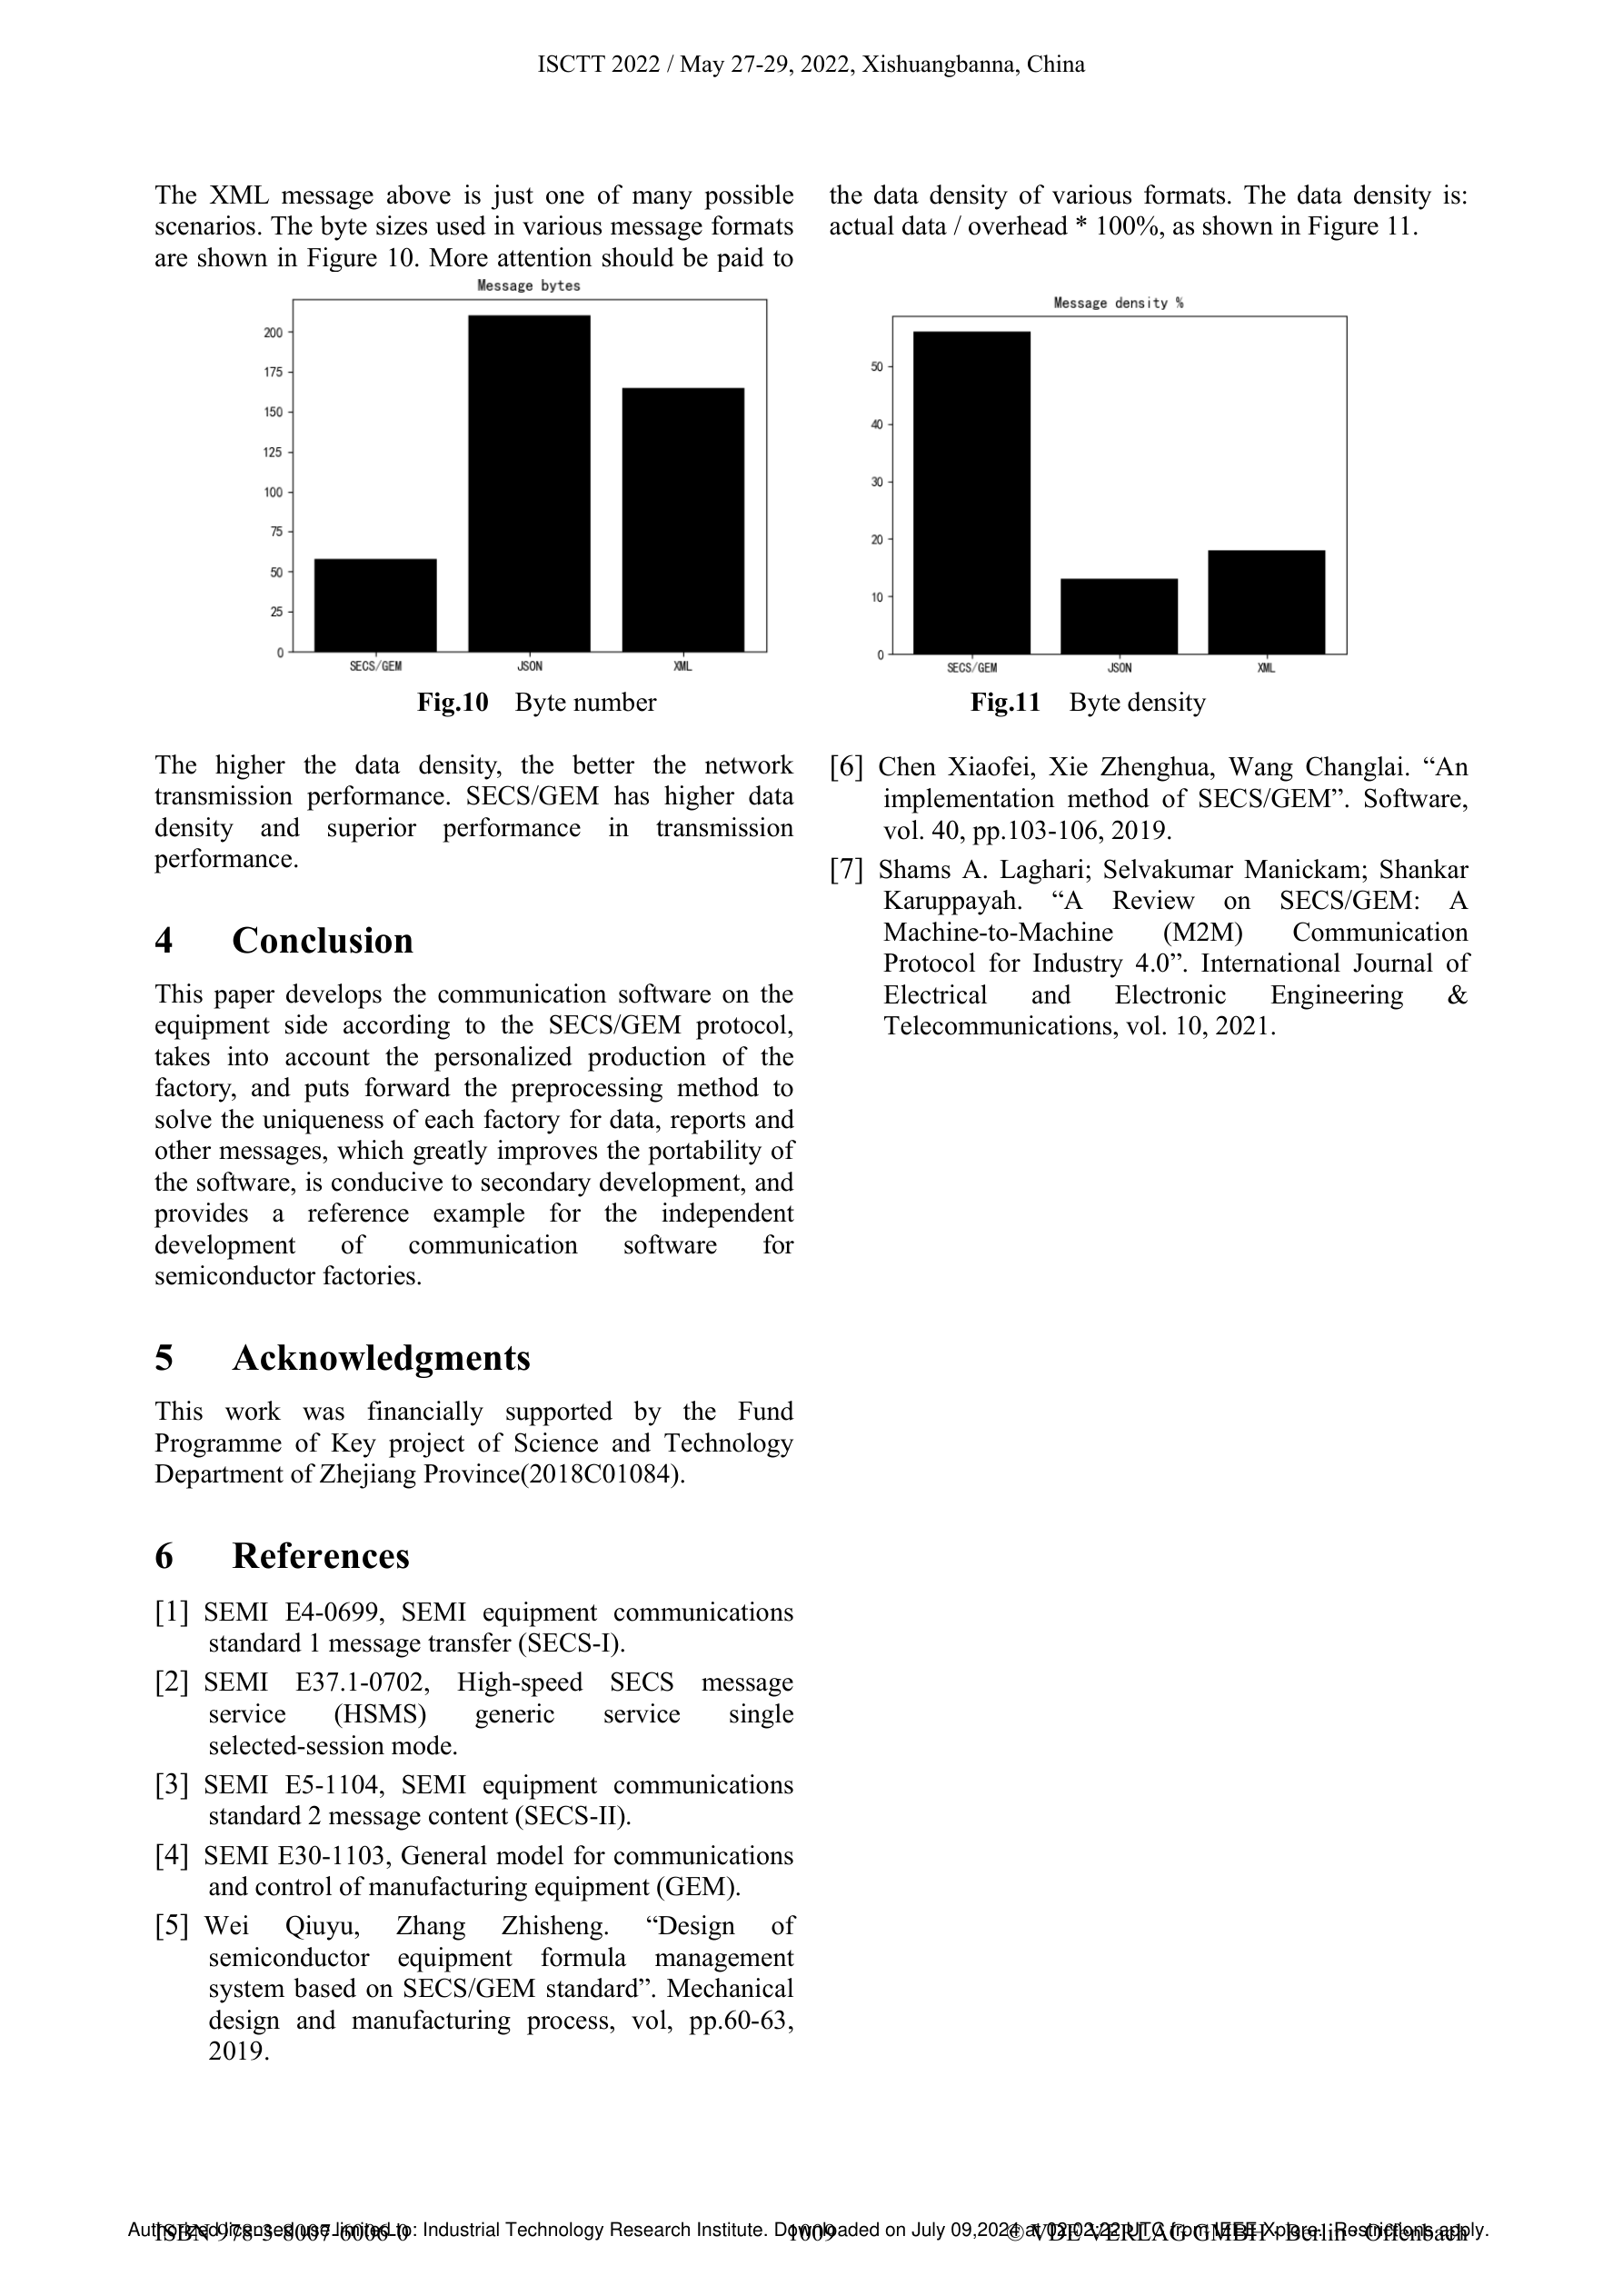 ISCTT 2022 / May 27-29, 2022, Xishuangbanna, China
The XML message above is just one of many possible
scenarios. The byte sizes used in various message formats
are shown in Figure 10. More attention should be paid to
the data density of various formats. The data density is:
actual data / overhead * 100%, as shown in Figure 11.
Message bytes
200
175
150
125
100
75
50
25
0
SECS/GEM JSON XML
Fig.10 Byte number
Message density %
50
40
30
20
10
0
SECS/GEM JSON XML
Fig.11 Byte density
The higher the data density, the better the network
transmission performance. SECS/GEM has higher data
density and superior performance in transmission
performance.
4 Conclusion
This paper develops the communication software on the
equipment side according to the SECS/GEM protocol,
takes into account the personalized production of the
factory, and puts forward the preprocessing method to
solve the uniqueness of each factory for data, reports and
other messages, which greatly improves the portability of
the software, is conducive to secondary development, and
provides a reference example for the independent
development of communication software for
semiconductor factories.
5 Acknowledgments
This work was financially supported by the Fund
Programme of Key project of Science and Technology
Department of Zhejiang Province(2018C01084).
6 References
[1] SEMI E4-0699, SEMI equipment communications
standard 1 message transfer (SECS-I).
[2] SEMI E37.1-0702, High-speed SECS message
service (HSMS) generic service single
selected-session mode.
[3] SEMI E5-1104, SEMI equipment communications
standard 2 message content (SECS-II).
[4] SEMI E30-1103, General model for communications
and control of manufacturing equipment (GEM).
[5] Wei Qiuyu, Zhang Zhisheng. “Design of
semiconductor equipment formula management
system based on SECS/GEM standard”. Mechanical
design and manufacturing process, vol, pp.60-63,
2019.
[6] Chen Xiaofei, Xie Zhenghua, Wang Changlai. “An
implementation method of SECS/GEM”. Software,
vol. 40, pp.103-106, 2019.
[7] Shams A. Laghari; Selvakumar Manickam; Shankar
Karuppayah. “A Review on SECS/GEM: A
Machine-to-Machine (M2M) Communication
Protocol for Industry 4.0”. International Journal of
Electrical and Electronic Engineering &
Telecommunications, vol. 10, 2021.
Authorized licensed use limited to: Industrial Technology Research Institute. Downloaded on July 09,2024 at 02:02:22 UTC from IEEE Xplore. Restrictions apply.
ISBN 978-3-8007-6006-0 1009 © VDE VERLAG GMBH · Berlin · Offenbach